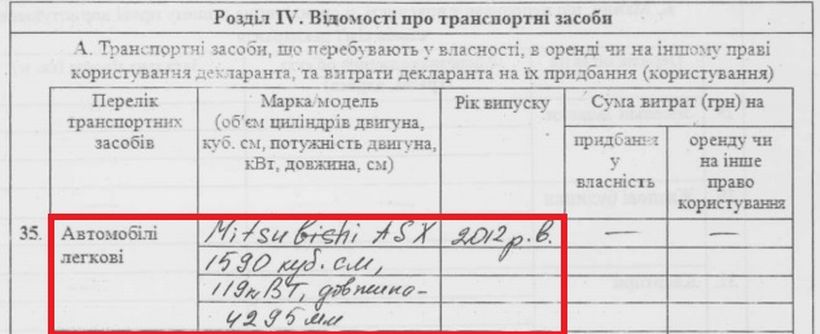 Розділ IV. Відомості про транспортні засоби
А. Транспортні засоби, що перебувають у власності, в оренді чи на іншому праві
користування декларанта, та витрати декларанта на їх придбання (користування)
Перелік
транспортних
засобів
Марка/модель
(об'єм циліндрів двигуна,
куб. см, потужність двигуна,
кВт, довжина, см)
Рік випуску
Сума витрат (грн) на
придбання
у
власність
оренду чи
на інше
право
користування
35.
Автомобілі
легкові
Mitsubishi ASX
1590 куб. см,
119кВТ, довжина-
4295мм
2012р.в.
—
—